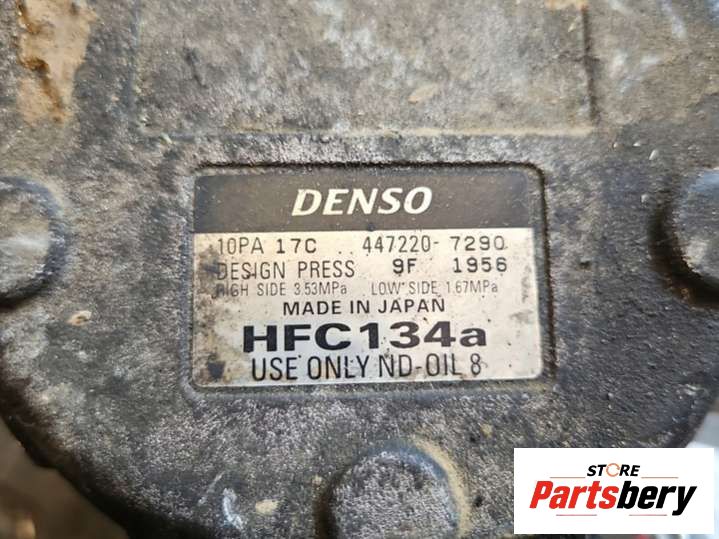 DENSO
10PA 17C 447220-7290
DESIGN PRESS 9F 1956
HIGH SIDE 3.53MPa LOW SIDE 1.67MPa
MADE IN JAPAN
HFC134a
USE ONLY ND-OIL 8
STORE
Partsbery